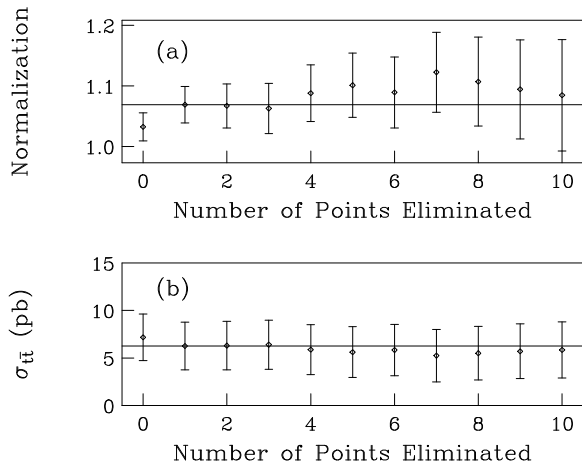 Normalization
1.2
1.1
1.0
(a)
0 2 4 6 8 10
Number of Points Eliminated
σtt̄ (pb)
15
10
5
0
(b)
0 2 4 6 8 10
Number of Points Eliminated